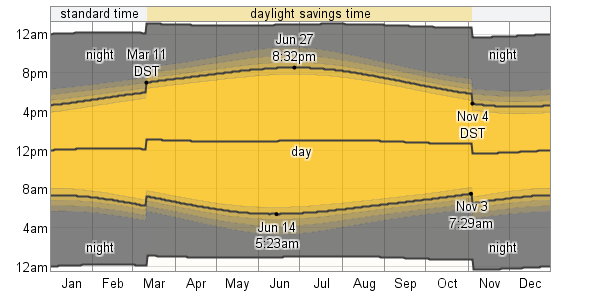 standard time
daylight savings time
12am
8pm
4pm
12pm
8am
4am
12am
night
Mar 11
DST
Jun 27
8:32pm
night
Nov 4
DST
day
Jun 14
5:23am
Nov 3
7:29am
night
night
Jan Feb Mar Apr May Jun Jul Aug Sep Oct Nov Dec